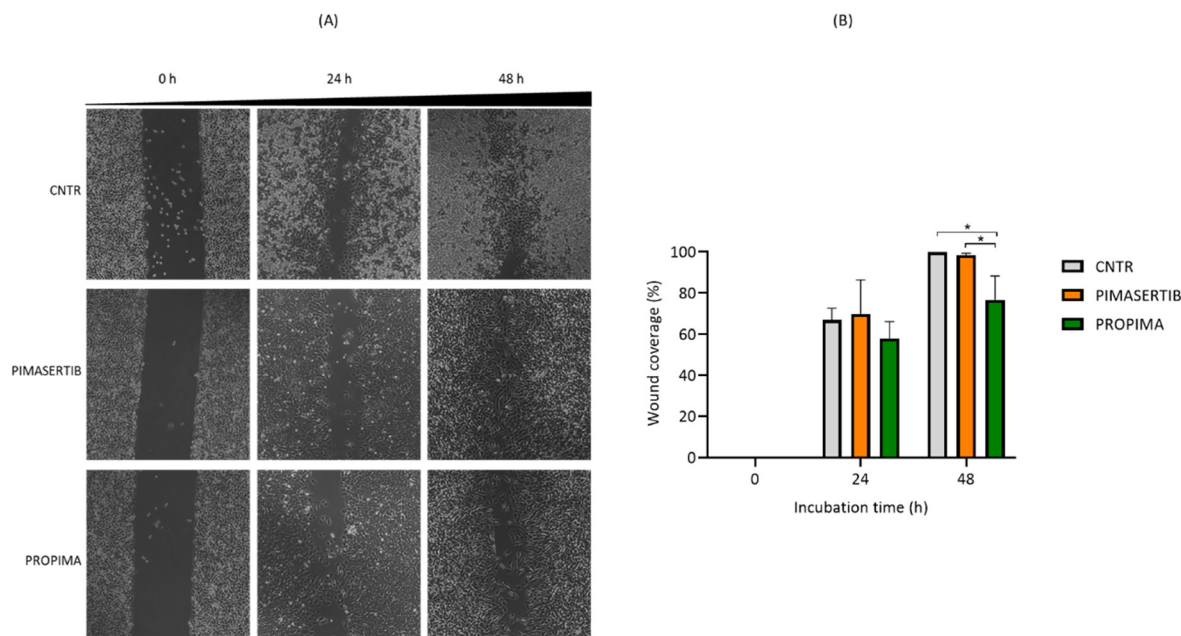 (A)
(B)
0 h
24 h
48 h
CNTR
PIMASERTIB
PROPIMA
*
*
100
80
60
40
20
0
Wound coverage (%)
0
24
48
Incubation time (h)
CNTR
PIMASERTIB
PROPIMA